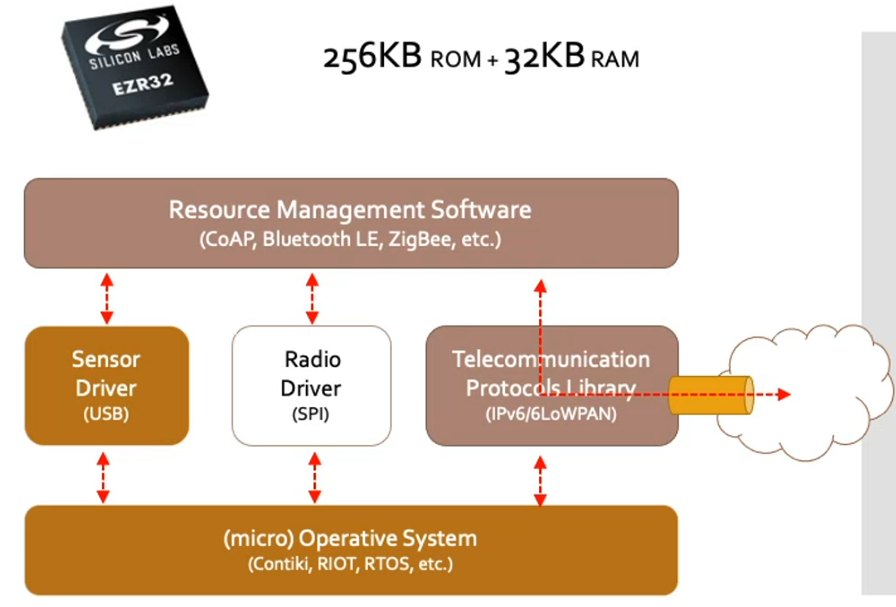 SILICON LABS
EZR32
256KB ROM + 32KB RAM
Resource Management Software
(CoAP, Bluetooth LE, ZigBee, etc.)
Sensor
Driver
(USB)
Radio
Driver
(SPI)
Telecommunication
Protocols Library
(IPv6/6LoWPAN)
(micro) Operative System
(Contiki, RIOT, RTOS, etc.)